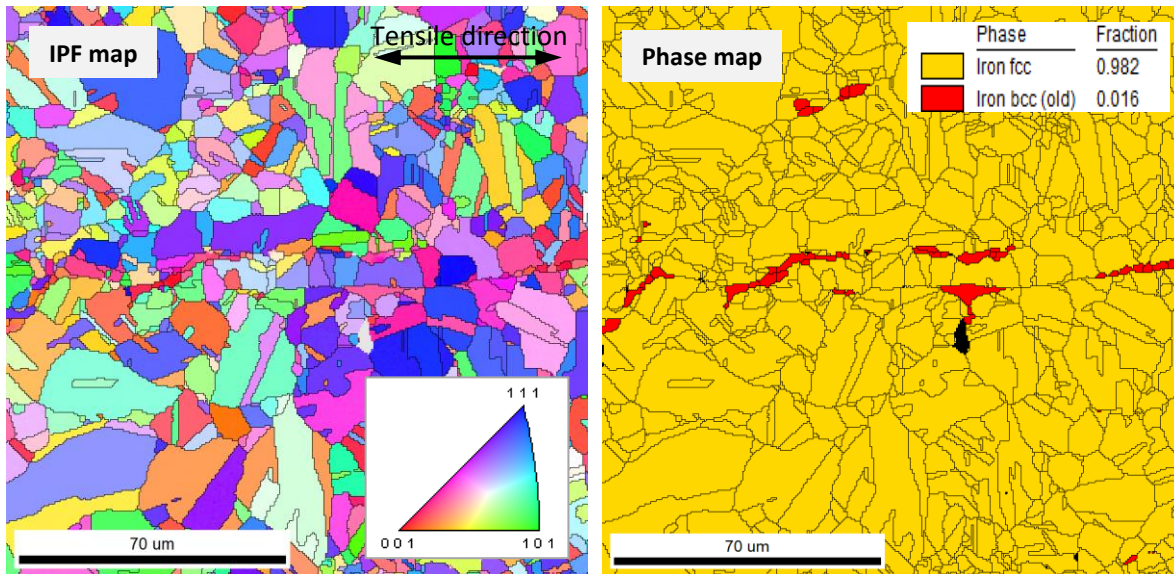 IPF map
Tensile direction
1 1 1
0 0 1
1 0 1
70 um
Phase map
Phase Fraction
Iron fcc 0.982
Iron bcc (old) 0.016
70 um